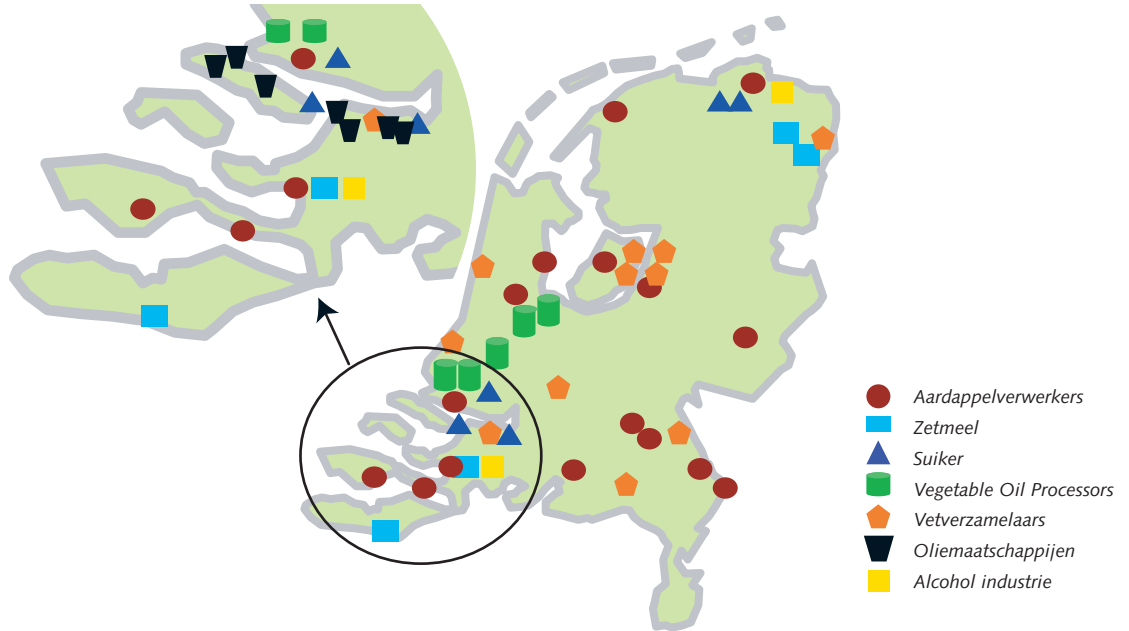 Aardappelverwerkers
Zetmeel
Suiker
Vegetable Oil Processors
Vetverzamelaars
Oliemaatschappijen
Alcohol industrie